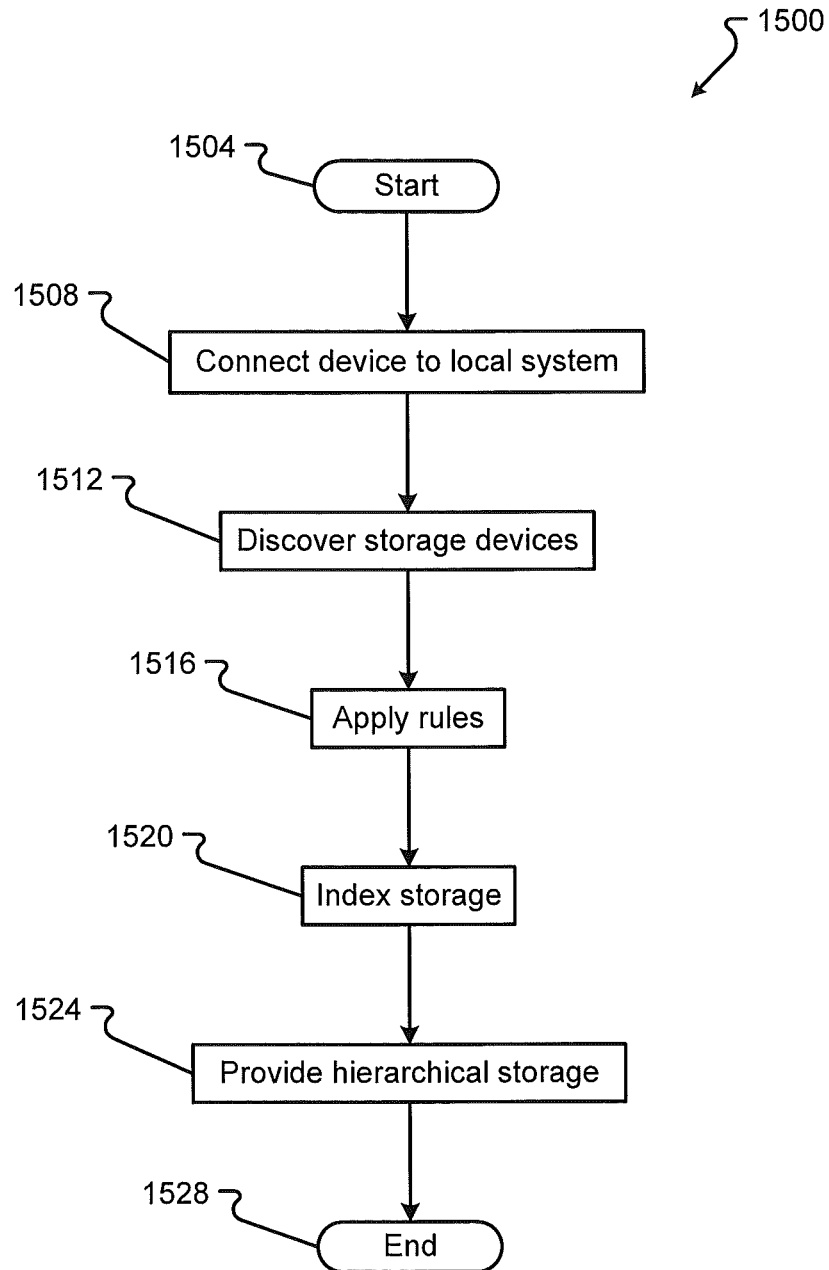 1500
1504
Start
1508
Connect device to local system
1512
Discover storage devices
1516
Apply rules
1520
Index storage
1524
Provide hierarchical storage
1528
End